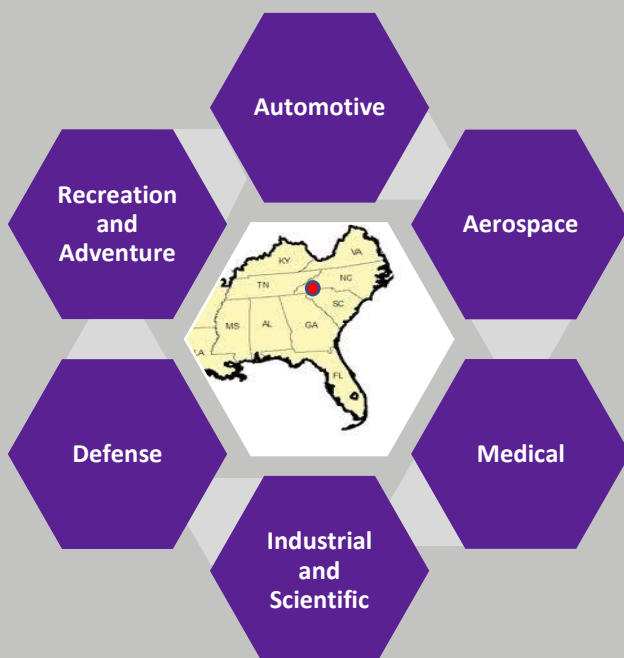 Automotive
Recreation
and
Adventure
Aerospace
KY
VA
TN
NC
SC
MS
AL
GA
LA
FL
Defense
Medical
Industrial
and
Scientific